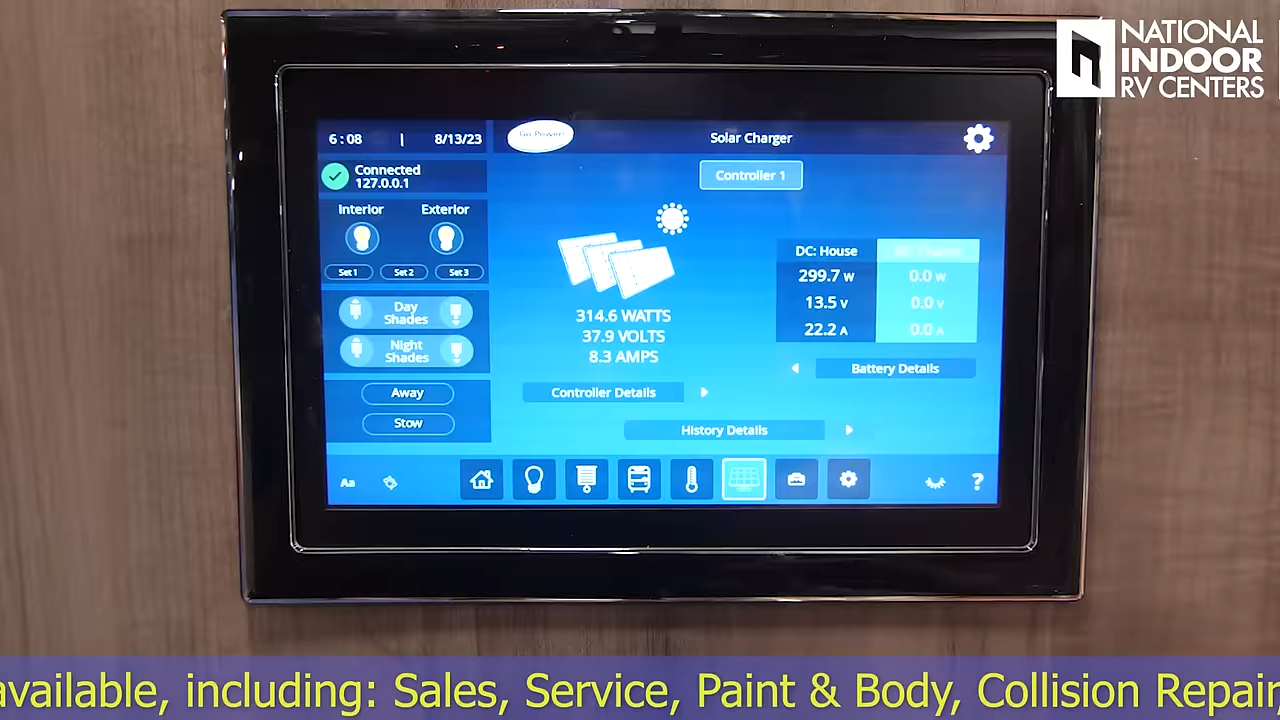 NATIONAL
INDOOR
RV CENTERS
6:08 | 8/13/23
Go Power!
Solar Charger
Connected
127.0.0.1
Controller 1
Interior Exterior
Set 1 Set 2 Set 3
Day
Shades
Night
Shades
Away
Stow
314.6 WATTS
37.9 VOLTS
8.3 AMPS
DC: House
299.7 W 0.0 W
13.5 V 0.0 V
22.2 A 0.0 A
Battery Details
Controller Details
History Details
Aa
?
available, including: Sales, Service, Paint & Body, Collision Repair,